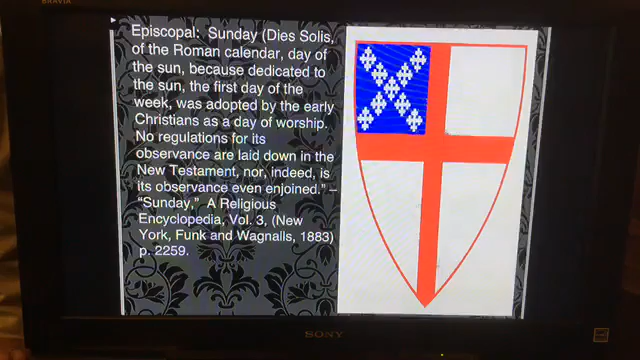 BRAVIA
Episcopal: Sunday (Dies Solis,
of the Roman calendar, day of
the sun, because dedicated to
the sun, the first day of the
week, was adopted by the early
Christians as a day of worship.
No regulations for its
observance are laid down in the
New Testament, nor, indeed, is
its observance even enjoined.” –
“Sunday,” A Religious
Encyclopedia, Vol. 3, (New
York, Funk and Wagnalls, 1883)
p. 2259.
SONY